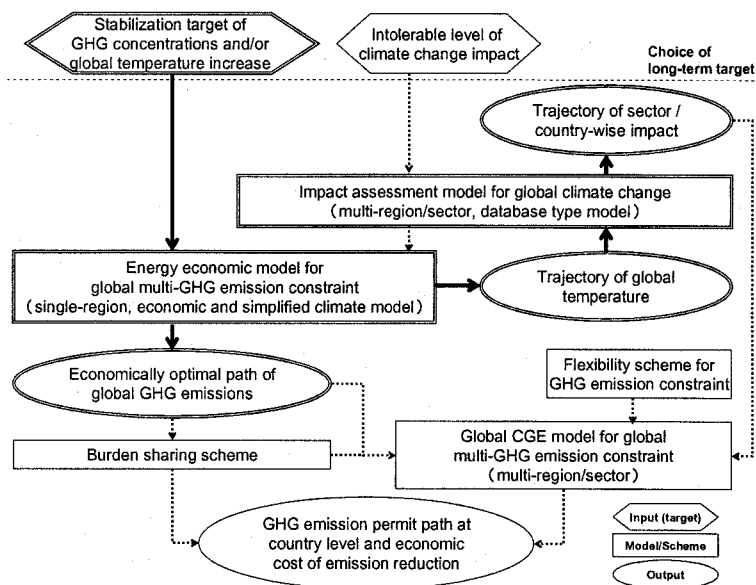 Stabilization target of
GHG concentrations and/or
global temperature increase
Intolerable level of
climate change impact
Choice of
long-term target
Trajectory of sector /
country-wise impact
Impact assessment model for global climate change
(multi-region/sector, database type model)
Energy economic model for
global multi-GHG emission constraint
(single-region, economic and simplified climate model)
Trajectory of global
temperature
Economically optimal path of
global GHG emissions
Flexibility scheme for
GHG emission constraint
Burden sharing scheme
Global CGE model for global
multi-GHG emission constraint
(multi-region/sector)
GHG emission permit path at
country level and economic
cost of emission reduction
Input (target)
Model/Scheme
Output